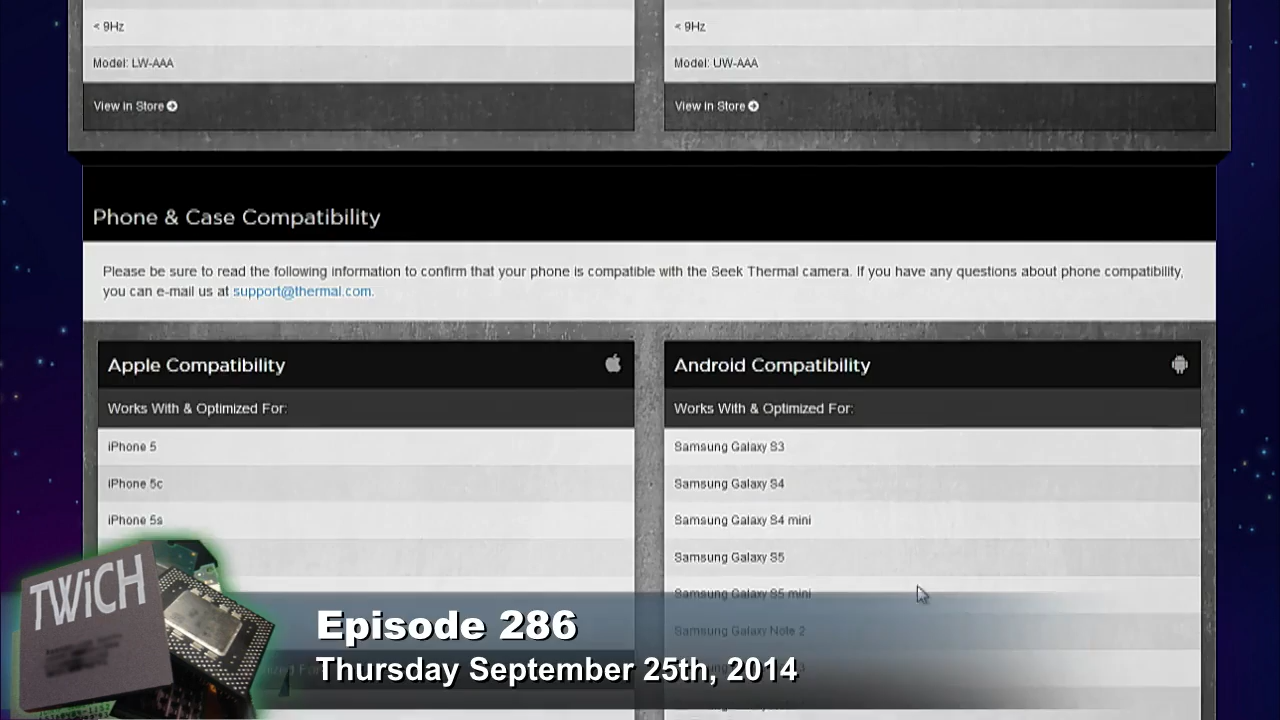 < 9Hz
< 9Hz
Model: LW-AAA
Model: UW-AAA
View in Store
View in Store
Phone & Case Compatibility
Please be sure to read the following information to confirm that your phone is compatible with the Seek Thermal camera. If you have any questions about phone compatibility,
you can e-mail us at support@thermal.com.
Apple Compatibility
Works With & Optimized For:
iPhone 5
iPhone 5c
iPhone 5s
Android Compatibility
Works With & Optimized For:
Samsung Galaxy S3
Samsung Galaxy S4
Samsung Galaxy S4 mini
Samsung Galaxy S5
Samsung Galaxy S5 mini
Samsung Galaxy Note 2
TWiCH
Episode 286
Thursday September 25th, 2014